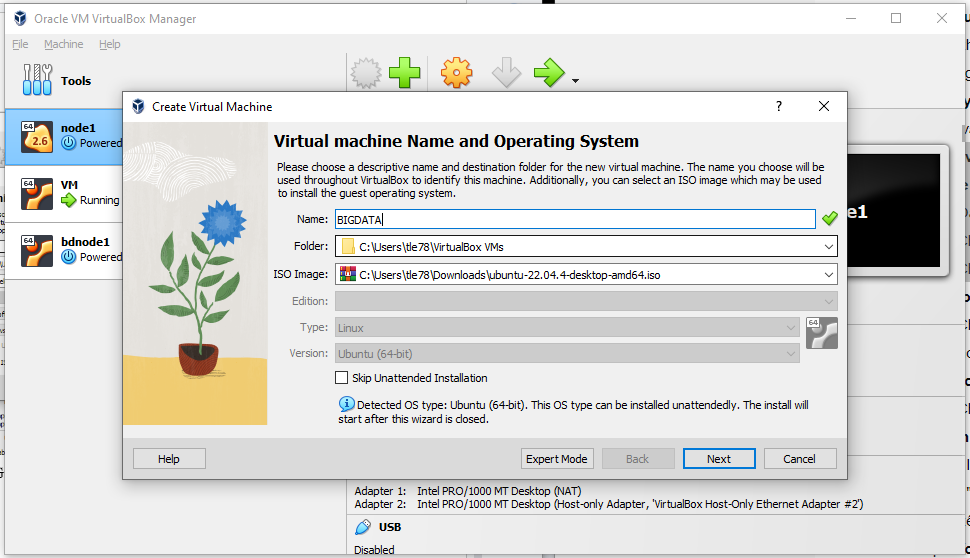 Oracle VM VirtualBox Manager
File Machine Help
Tools
64
2.6
node1
Powered
64
VM
Running
64
bdnode1
Powered
Create Virtual Machine
?
Virtual machine Name and Operating System
Please choose a descriptive name and destination folder for the new virtual machine. The name you choose will be
used throughout VirtualBox to identify this machine. Additionally, you can select an ISO image which may be used
to install the guest operating system.
Name: BIGDATA
Folder: C:\Users\tle78\VirtualBox VMs
ISO Image: C:\Users\tle78\Downloads\ubuntu-22.04.4-desktop-amd64.iso
Edition:
Type: Linux
64
Version: Ubuntu (64-bit)
Skip Unattended Installation
Detected OS type: Ubuntu (64-bit). This OS type can be installed unattendedly. The install will
start after this wizard is closed.
Help Expert Mode Back Next Cancel
Adapter 1: Intel PRO/1000 MT Desktop (NAT)
Adapter 2: Intel PRO/1000 MT Desktop (Host-only Adapter, 'VirtualBox Host-Only Ethernet Adapter #2')
USB
Disabled